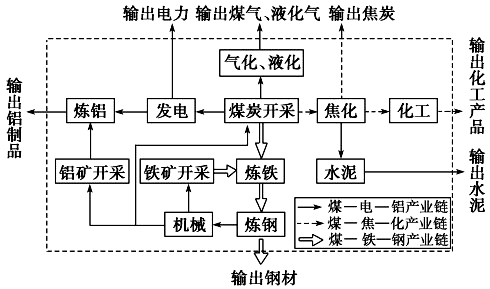 输出电力 输出煤气、液化气 输出焦炭
气化、液化
输出铝制品
炼铝
发电
煤炭开采
焦化
化工
输出化工产品
铝矿开采
铁矿开采
炼铁
水泥
输出水泥
机械
炼钢
煤—电—铝产业链
煤—焦—化产业链
煤—铁—钢产业链
输出钢材